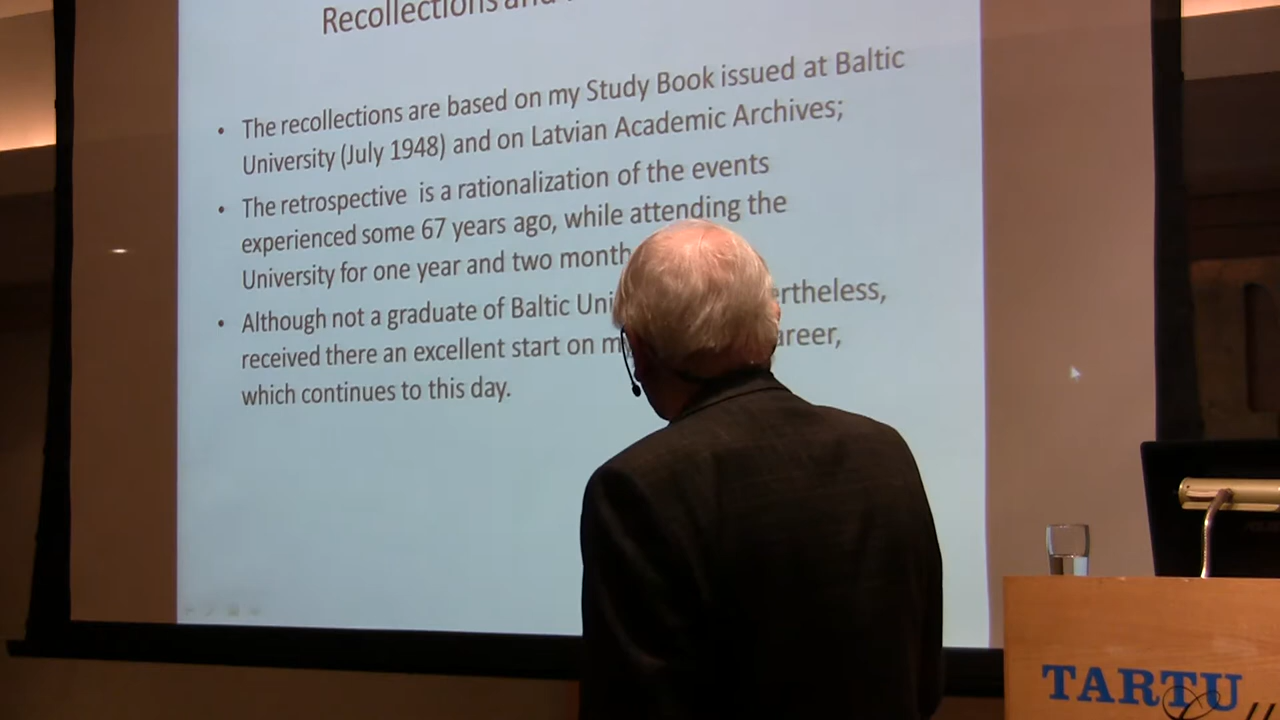 Recollections and
• The recollections are based on my Study Book issued at Baltic
University (July 1948) and on Latvian Academic Archives;
• The retrospective is a rationalization of the events
experienced some 67 years ago, while attending the
University for one year and two month
• Although not a graduate of Baltic Uni rtheless,
received there an excellent start on m areer,
which continues to this day.
TARTU